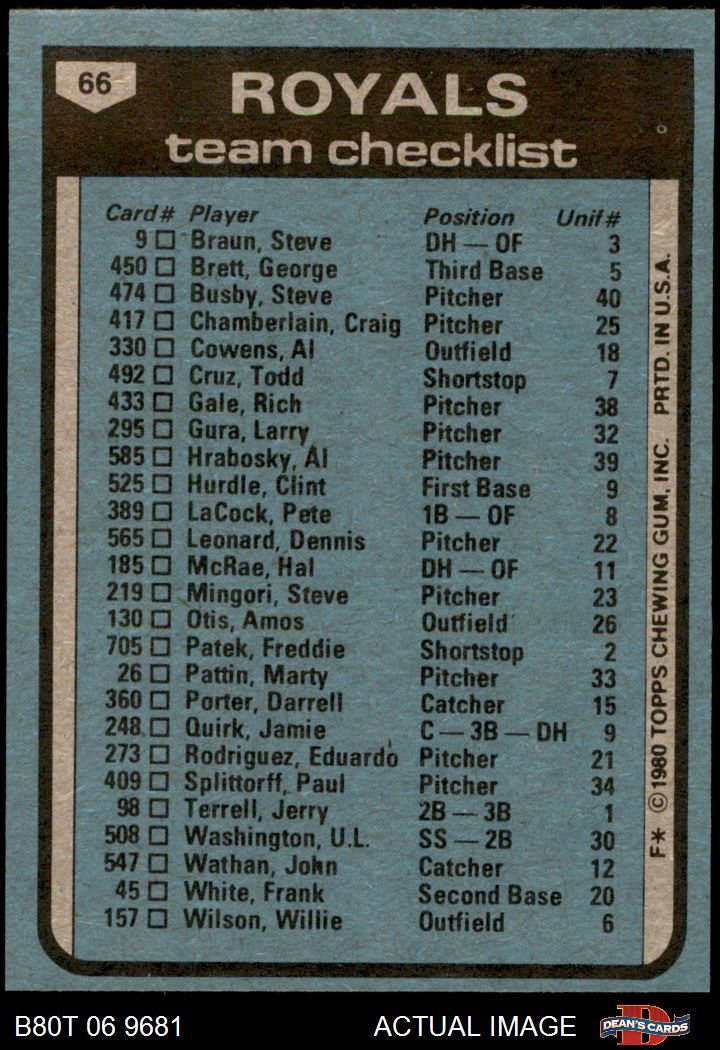 66
ROYALS
team checklist
Card# Player Position Unif#
9 Braun, Steve DH — OF 3
450 Brett, George Third Base 5
474 Busby, Steve Pitcher 40
417 Chamberlain, Craig Pitcher 25
330 Cowens, Al Outfield 18
492 Cruz, Todd Shortstop 7
433 Gale, Rich Pitcher 38
295 Gura, Larry Pitcher 32
585 Hrabosky, Al Pitcher 39
525 Hurdle, Clint First Base 9
389 LaCock, Pete 1B — OF 8
565 Leonard, Dennis Pitcher 22
185 McRae, Hal DH — OF 11
219 Mingori, Steve Pitcher 23
130 Otis, Amos Outfield 26
705 Patek, Freddie Shortstop 2
26 Pattin, Marty Pitcher 33
360 Porter, Darrell Catcher 15
248 Quirk, Jamie C — 3B — DH 9
273 Rodriguez, Eduardo Pitcher 21
409 Splittorff, Paul Pitcher 34
98 Terrell, Jerry 2B — 3B 1
508 Washington, U.L. SS — 2B 30
547 Wathan, John Catcher 12
45 White, Frank Second Base 20
157 Wilson, Willie Outfield 6
F* © 1980 TOPPS CHEWING GUM, INC. PRTD. IN U.S.A.
B80T 06 9681 ACTUAL IMAGE
D
DEAN'S CARDS